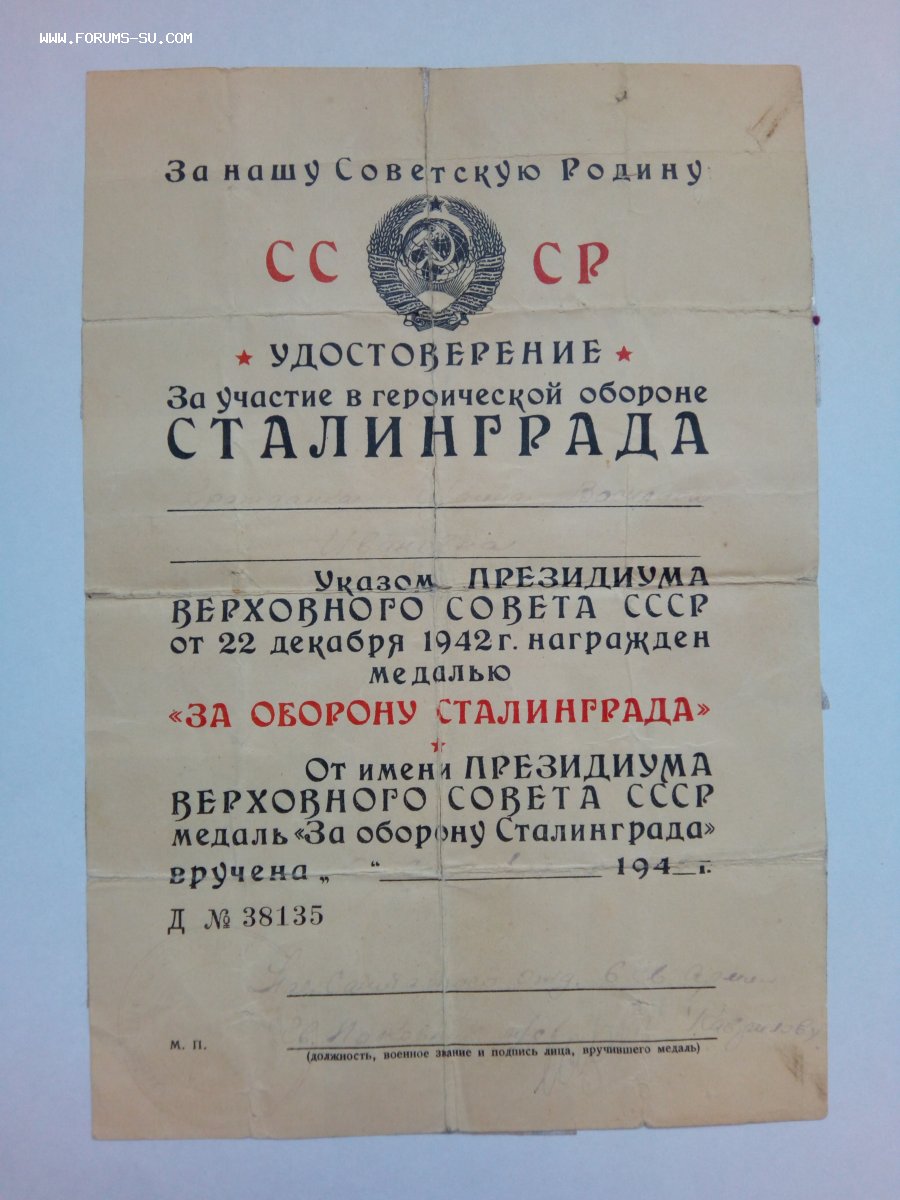 www.forums-su.com
За нашу Советскую Родину
СССР
УДОСТОВЕРЕНИЕ
За участие в героической обороне
СТАЛИНГРАДА
Указом ПРЕЗИДИУМА
ВЕРХОВНОГО СОВЕТА СССР
от 22 декабря 1942 г. награжден
медалью
«ЗА ОБОРОНУ СТАЛИНГРАДА»
От имени ПРЕЗИДИУМА
ВЕРХОВНОГО СОВЕТА СССР
медаль «За оборону Сталинграда»
вручена „ “ 194 г.
Д № 38135
М. П.
(должность, военное звание и подпись лица, вручившего медаль)